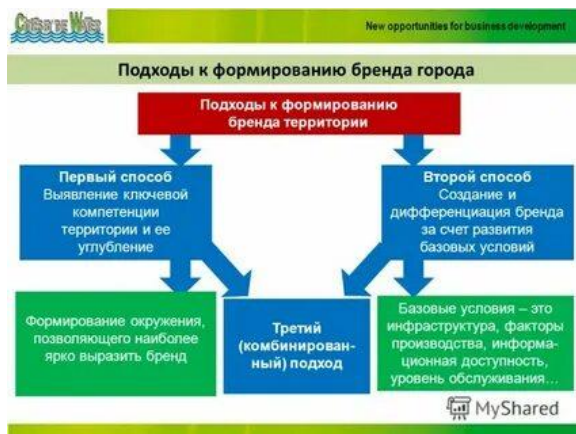 New opportunities for business development
Подходы к формированию бренда города
Подходы к формированию
бренда территории
Первый способ
Выявление ключевой
компетенции
территории и ее
углубление
Второй способ
Создание и
дифференциация бренда
за счет развития
базовых условий
Формирование окружения,
позволяющего наиболее
ярко выразить бренд
Третий
(комбинирован-
ный) подход
Базовые условия – это
инфраструктура, факторы
производства, информа-
ционная доступность,
уровень обслуживания…
MyShared